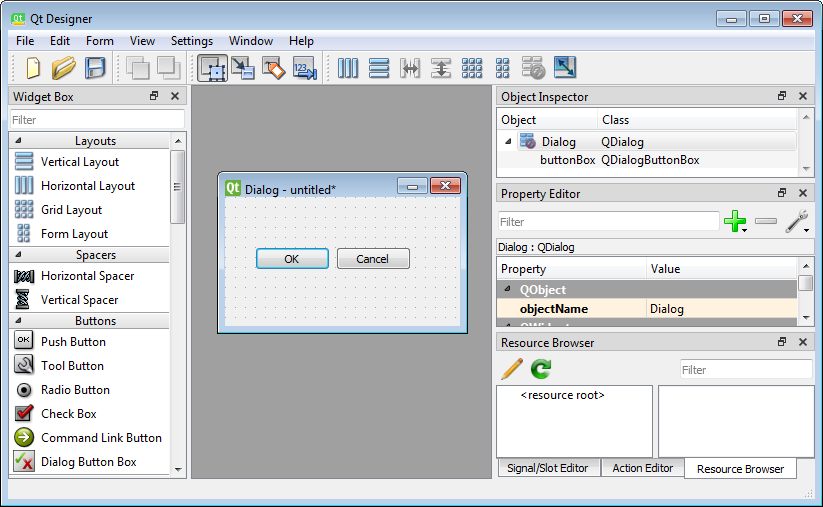 Qt Designer
File Edit Form View Settings Window Help
123
Widget Box
Filter
Layouts
Vertical Layout
Horizontal Layout
Grid Layout
Form Layout
Spacers
Horizontal Spacer
Vertical Spacer
Buttons
OK Push Button
Tool Button
Radio Button
Check Box
Command Link Button
Dialog Button Box
Qt Dialog - untitled*
OK Cancel
Object Inspector
Object Class
Dialog QDialog
buttonBox QDialogButtonBox
Property Editor
Filter
Dialog : QDialog
Property Value
QObject
objectName Dialog
Resource Browser
Filter
<resource root>
Signal/Slot Editor Action Editor Resource Browser